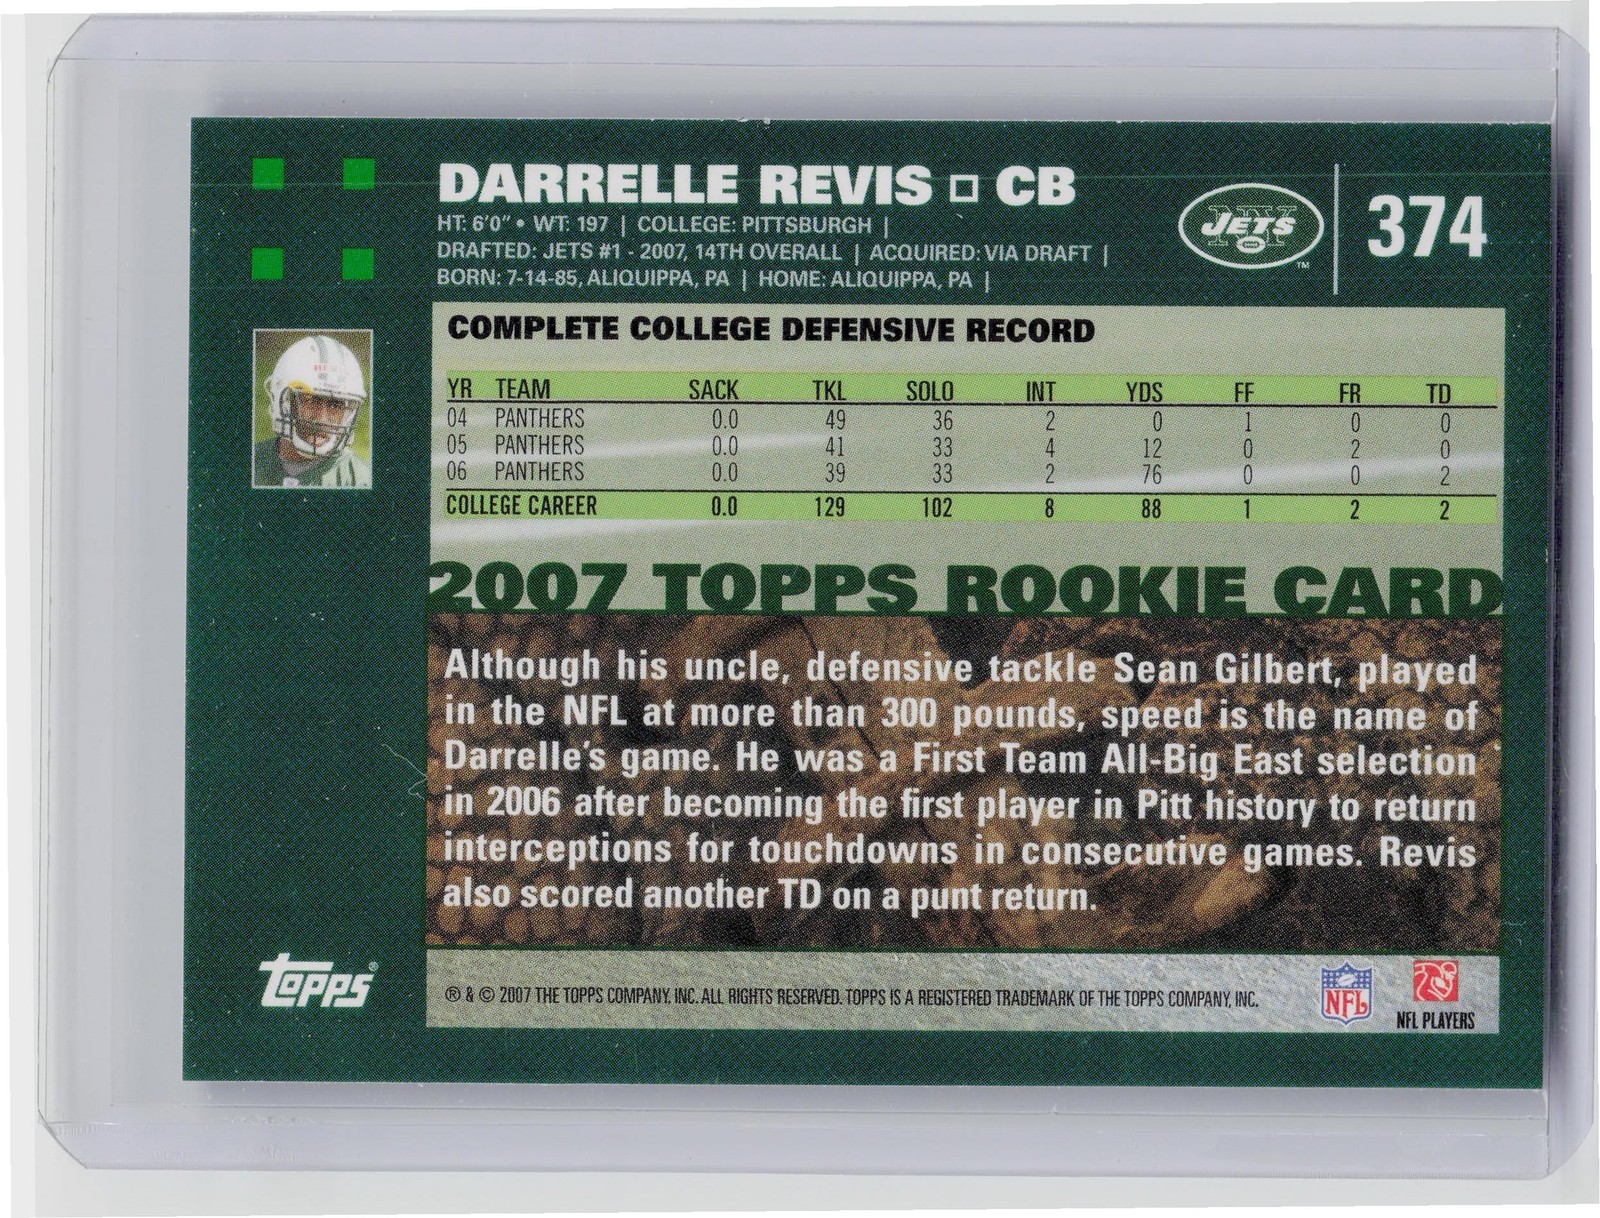 DARRELLE REVIS □ CB
HT: 6'0" • WT: 197 | COLLEGE: PITTSBURGH |
DRAFTED: JETS #1 - 2007, 14TH OVERALL | ACQUIRED: VIA DRAFT |
BORN: 7-14-85, ALIQUIPPA, PA | HOME: ALIQUIPPA, PA |
NY JETS TM
374
COMPLETE COLLEGE DEFENSIVE RECORD
YR TEAM SACK TKL SOLO INT YDS FF FR TD
04 PANTHERS 0.0 49 36 2 0 1 0 0
05 PANTHERS 0.0 41 33 4 12 0 2 0
06 PANTHERS 0.0 39 33 2 76 0 0 2
COLLEGE CAREER 0.0 129 102 8 88 1 2 2
2007 TOPPS ROOKIE CARD
Although his uncle, defensive tackle Sean Gilbert, played
in the NFL at more than 300 pounds, speed is the name of
Darrelle's game. He was a First Team All-Big East selection
in 2006 after becoming the first player in Pitt history to return
interceptions for touchdowns in consecutive games. Revis
also scored another TD on a punt return.
topps®
® & © 2007 THE TOPPS COMPANY, INC. ALL RIGHTS RESERVED. TOPPS IS A REGISTERED TRADEMARK OF THE TOPPS COMPANY, INC.
NFL
NFL PLAYERS